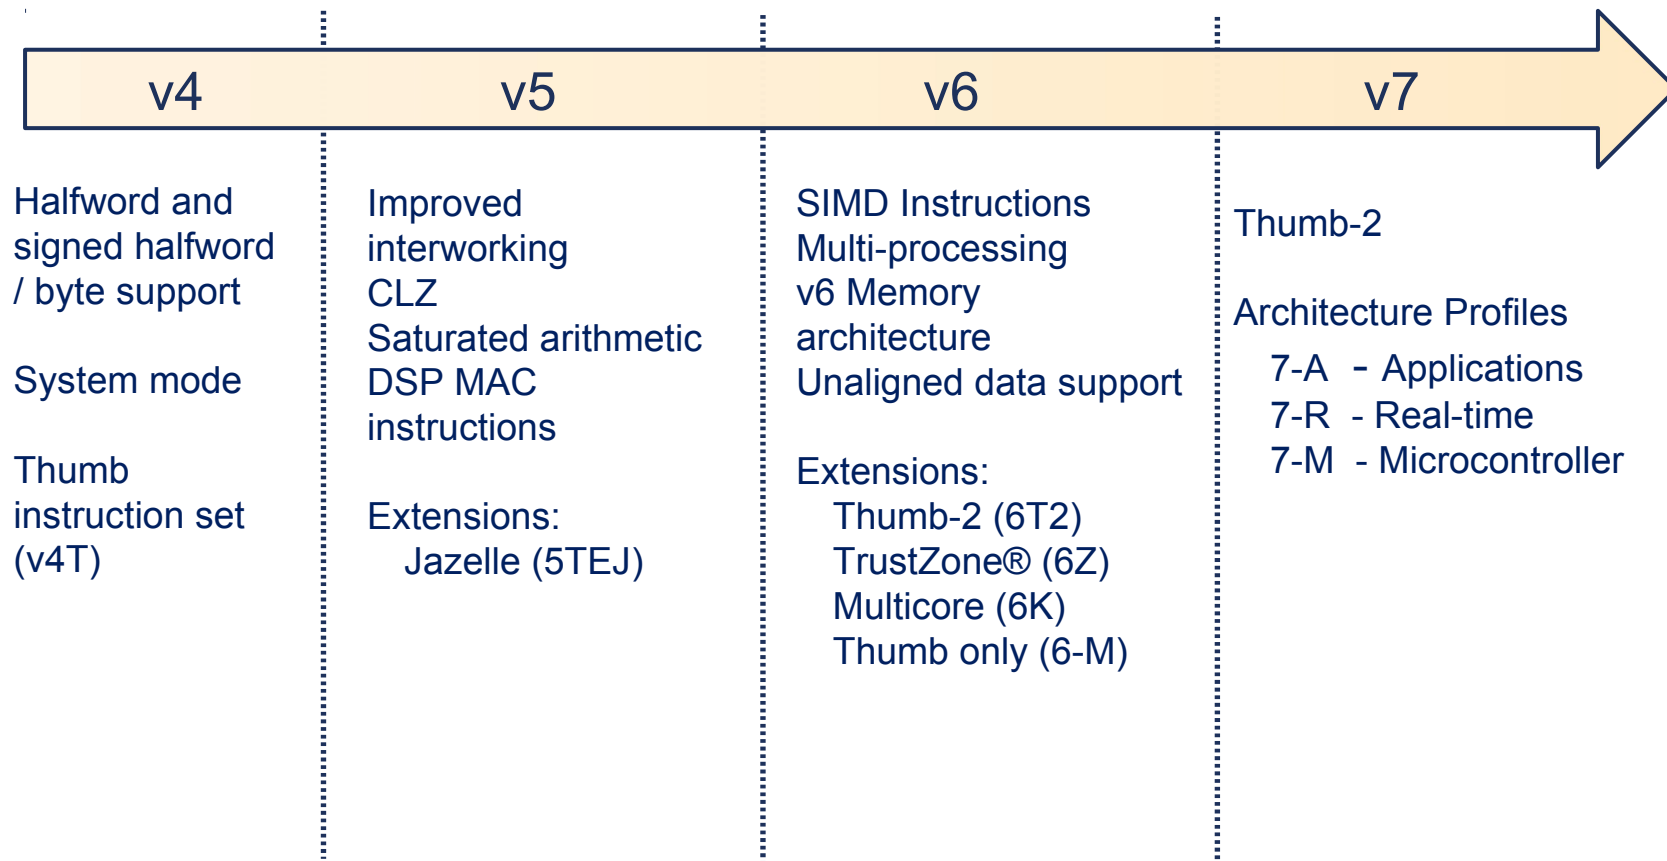 v4
v5
v6
v7
Halfword and
signed halfword
/ byte support
System mode
Thumb
instruction set
(v4T)
Improved
interworking
CLZ
Saturated arithmetic
DSP MAC
instructions
Extensions:
Jazelle (5TEJ)
SIMD Instructions
Multi-processing
v6 Memory
architecture
Unaligned data support
Extensions:
Thumb-2 (6T2)
TrustZone® (6Z)
Multicore (6K)
Thumb only (6-M)
Thumb-2
Architecture Profiles
7-A - Applications
7-R - Real-time
7-M - Microcontroller